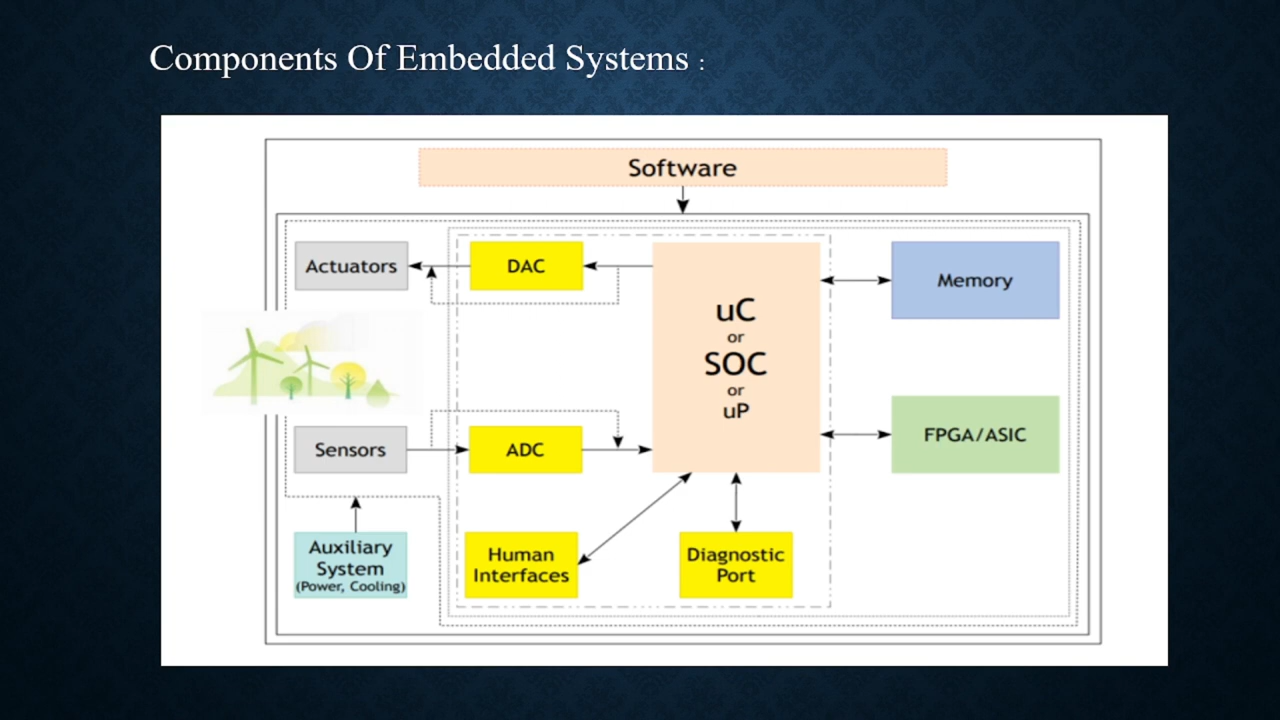 Components Of Embedded Systems :
Software
Actuators
DAC
uC
or
SOC
or
uP
Memory
Sensors
ADC
FPGA/ASIC
Auxiliary
System
(Power, Cooling)
Human
Interfaces
Diagnostic
Port